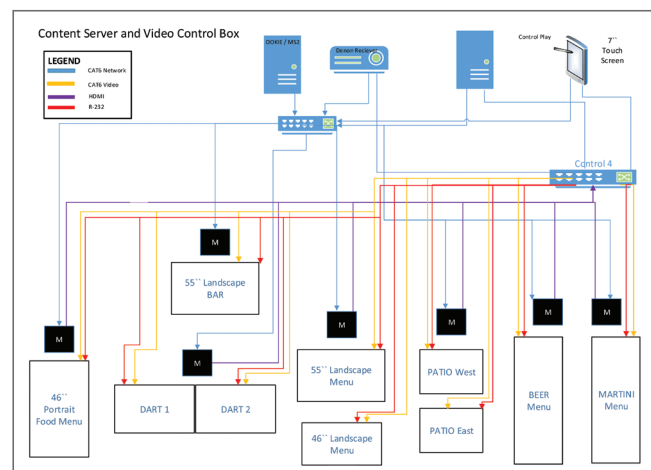 Content Server and Video Control Box
OOKIE / MS2
Denon Reciever
Control Play
7``
Touch
Screen
LEGEND
CAT6 Network
CAT6 Video
HDMI
R-232
Control 4
M
M
M
M
M
M
M
55`` Landscape
BAR
46``
Portrait
Food Menu
DART 1
DART 2
55`` Landscape
Menu
46`` Landscape
Menu
PATIO West
PATIO East
BEER
Menu
MARTINI
Menu